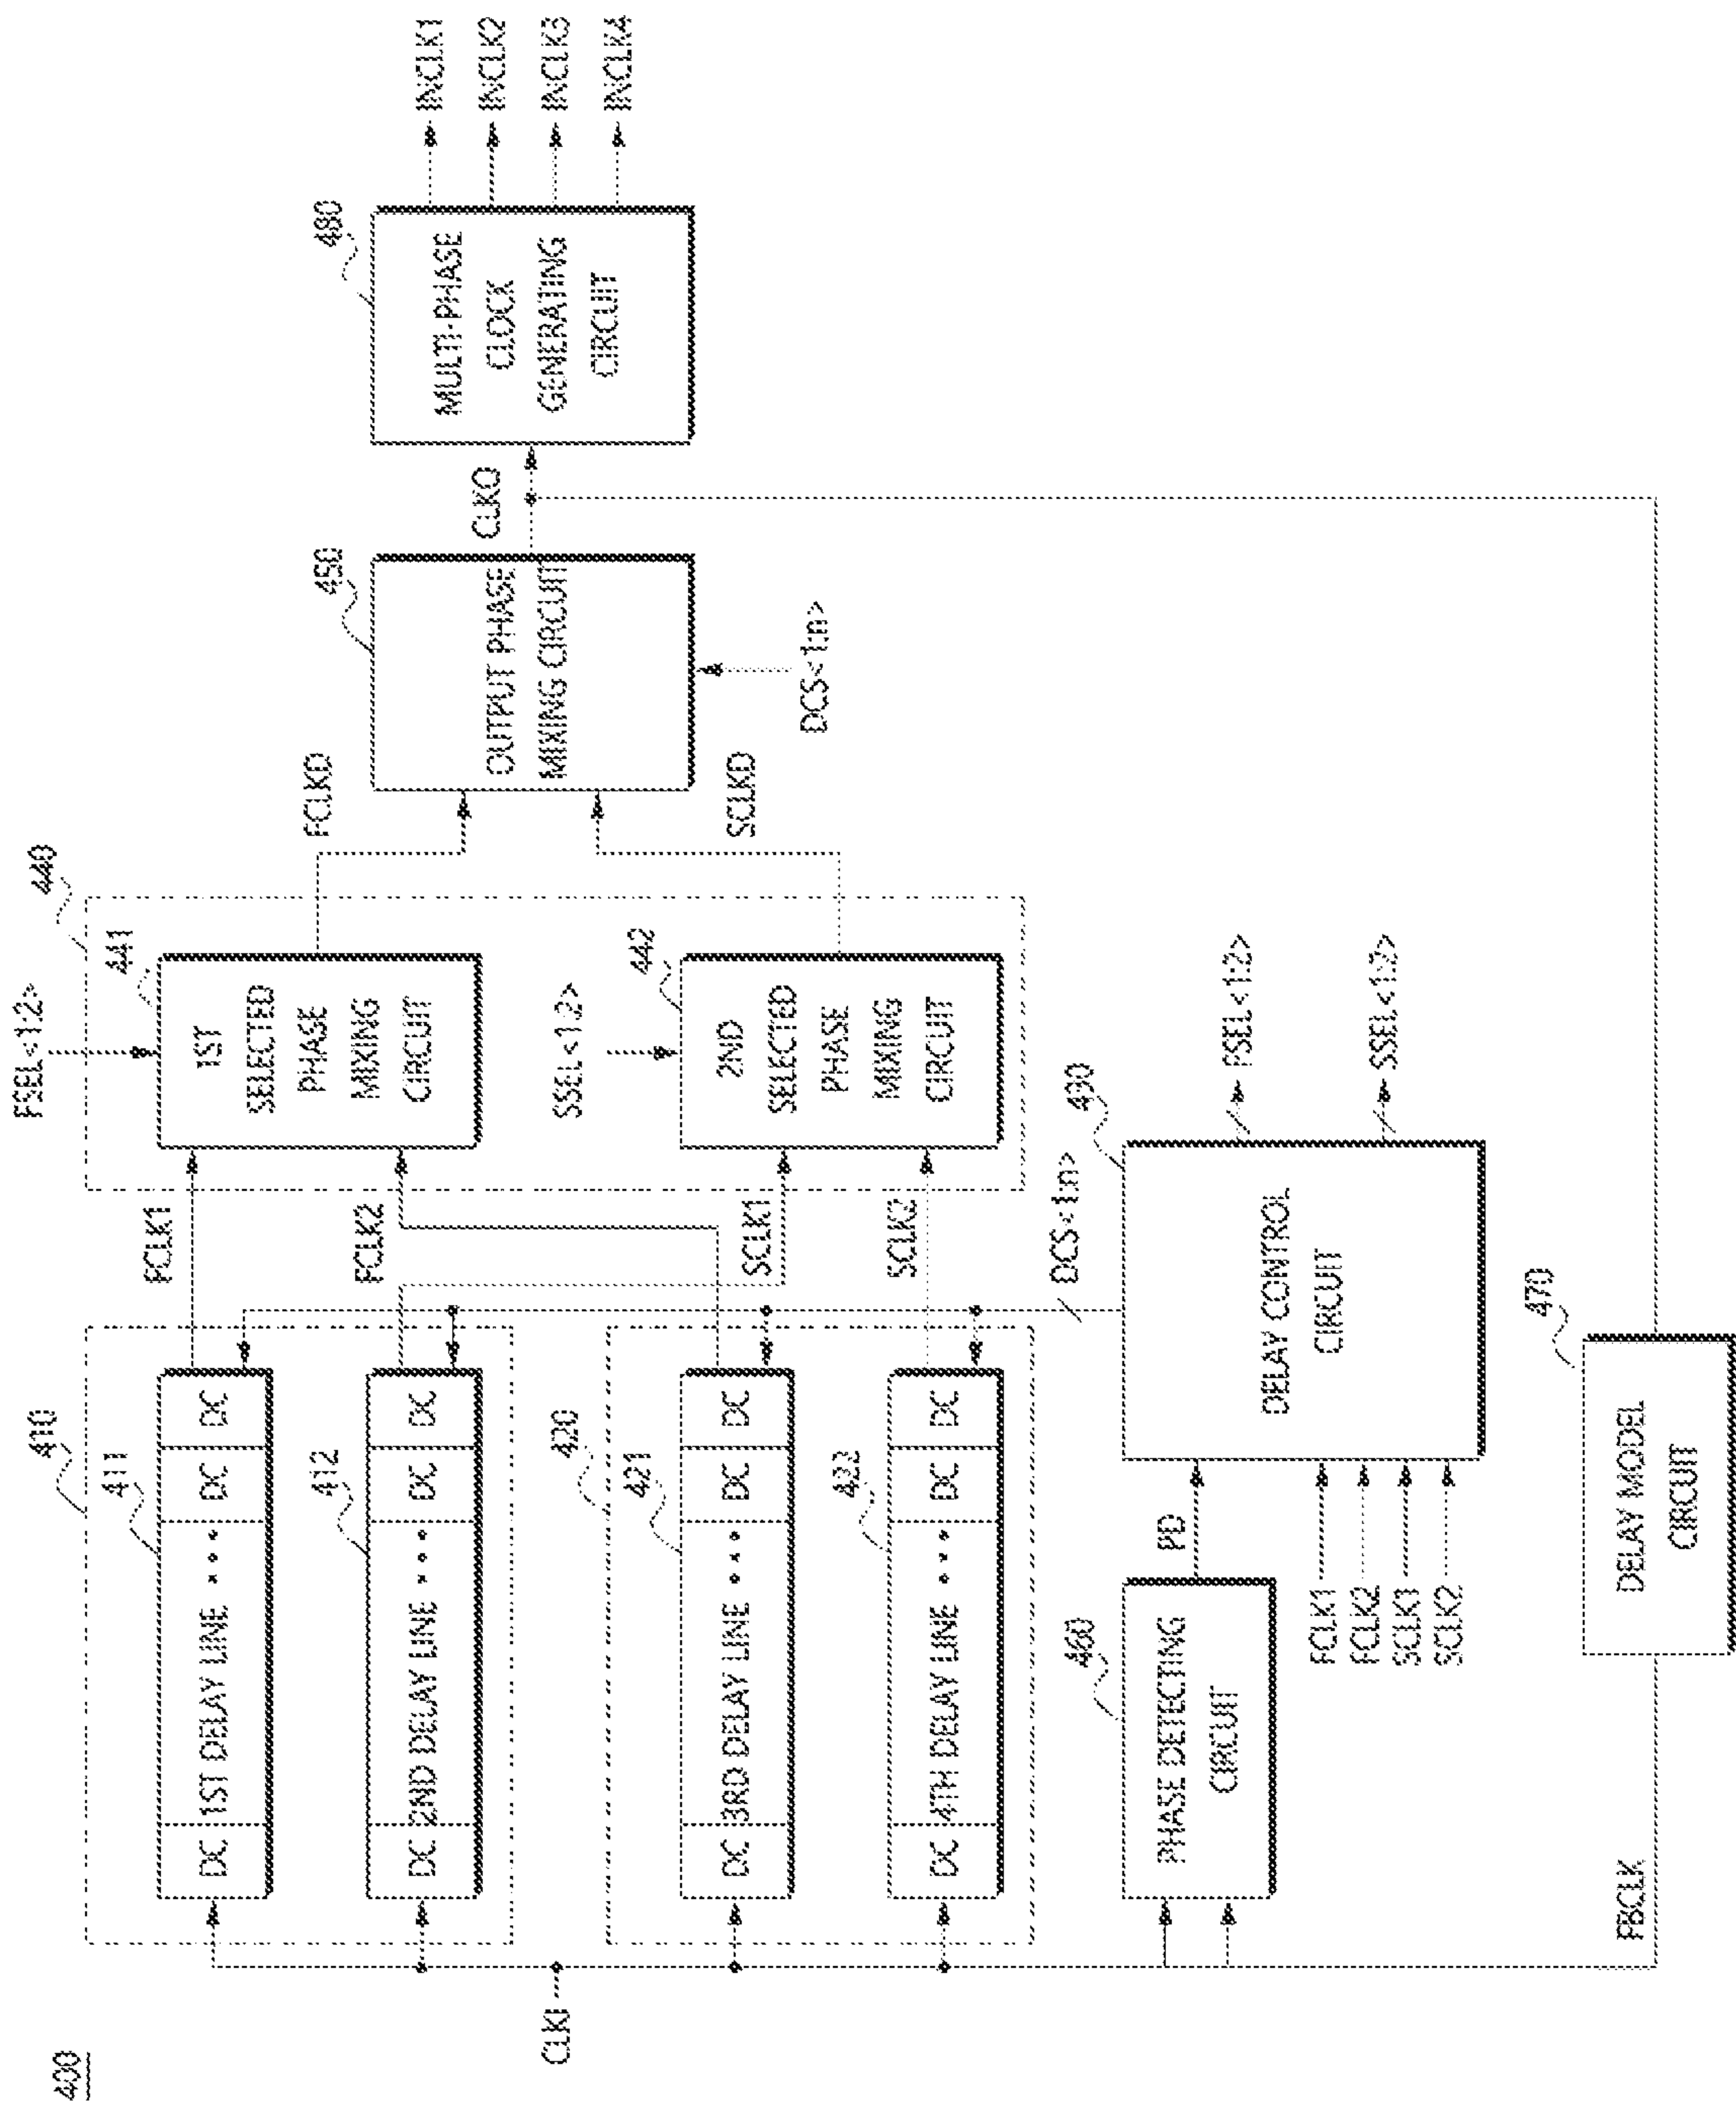 400
CLKI
410
411
DC 1ST DELAY LINE ••• DC DC
412
DC 2ND DELAY LINE ••• DC DC
420
421
DC 3RD DELAY LINE ••• DC DC
422
DC 4TH DELAY LINE ••• DC DC
FCLK1
FCLK2
SCLK1
SCLK2
DCS<1:n>
440
FSEL<1:2>
441
1ST
SELECTED
PHASE
MIXING
CIRCUIT
SSEL<1:2>
442
2ND
SELECTED
PHASE
MIXING
CIRCUIT
FCLKD
SCLKD
450
OUTPUT PHASE
MIXING CIRCUIT
DCS<1:n>
CLKO
480
MULTI-PHASE
CLOCK
GENERATING
CIRCUIT
INCLK1
INCLK2
INCLK3
INCLK4
460
PHASE DETECTING
CIRCUIT
PD
FCLK1
FCLK2
SCLK1
SCLK2
490
DELAY CONTROL
CIRCUIT
FSEL<1:2>
SSEL<1:2>
FBCLK
470
DELAY MODEL
CIRCUIT